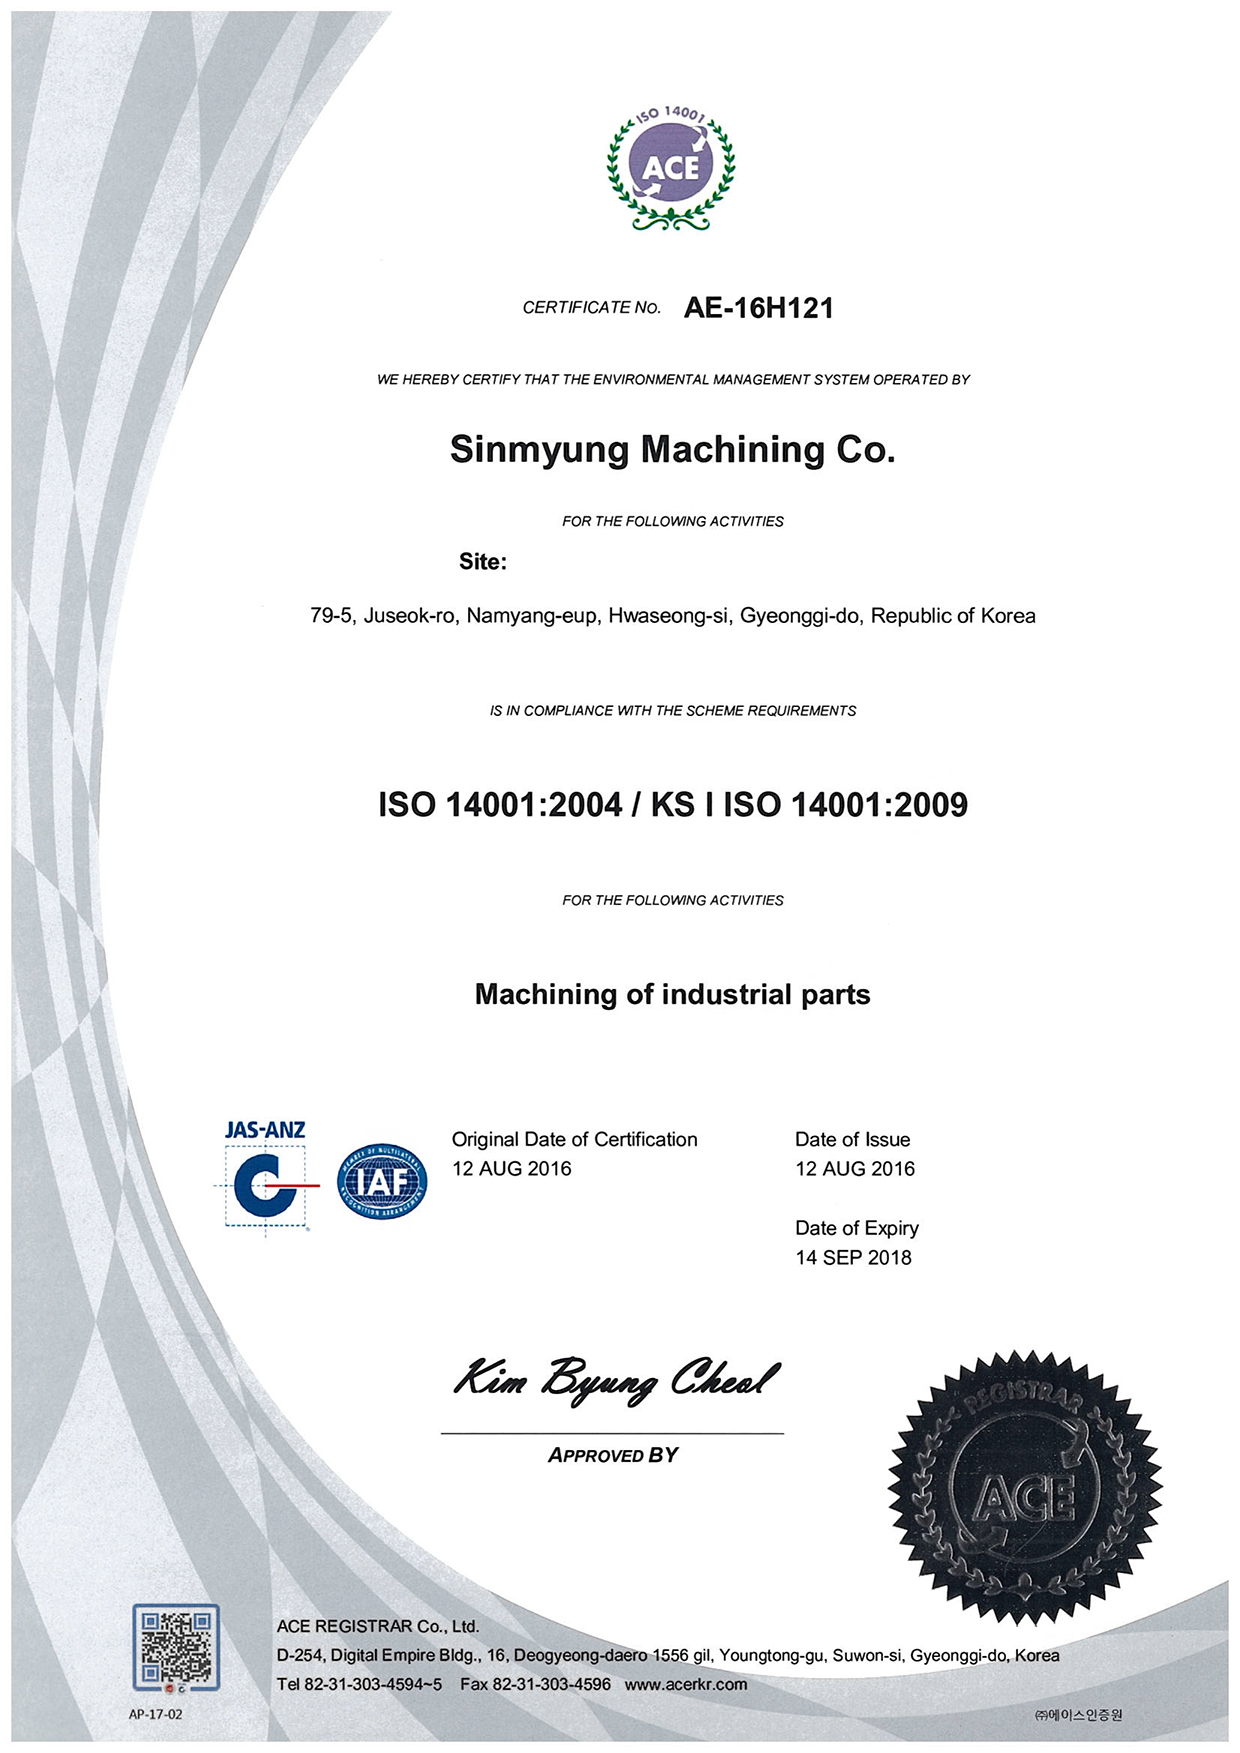 ISO 14001
ACE
CERTIFICATE NO. AE-16H121
WE HEREBY CERTIFY THAT THE ENVIRONMENTAL MANAGEMENT SYSTEM OPERATED BY
Sinmyung Machining Co.
FOR THE FOLLOWING ACTIVITIES
Site:
79-5, Juseok-ro, Namyang-eup, Hwaseong-si, Gyeonggi-do, Republic of Korea
IS IN COMPLIANCE WITH THE SCHEME REQUIREMENTS
ISO 14001:2004 / KS I ISO 14001:2009
FOR THE FOLLOWING ACTIVITIES
Machining of industrial parts
JAS-ANZ
MEMBER OF MULTILATERAL
IAF
RECOGNITION ARRANGEMENT
Original Date of Certification
12 AUG 2016
Date of Issue
12 AUG 2016
Date of Expiry
14 SEP 2018
Kim Byung Cheol
APPROVED BY
REGISTRAR
ACE
ACE REGISTRAR Co., Ltd.
D-254, Digital Empire Bldg., 16, Deogyeong-daero 1556 gil, Youngtong-gu, Suwon-si, Gyeonggi-do, Korea
Tel 82-31-303-4594~5 Fax 82-31-303-4596 www.acerkr.com
AP-17-02
㈜에이스인증원